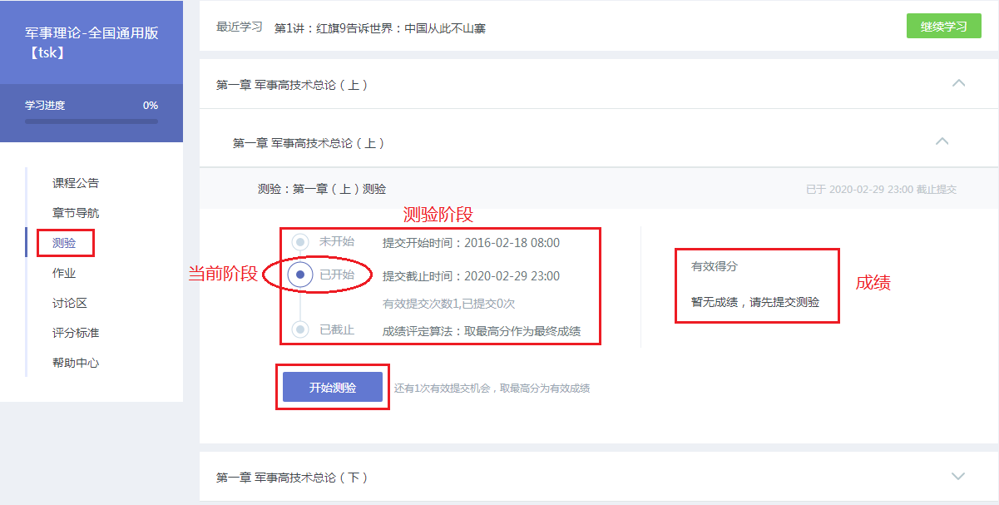 军事理论-全国通用版
【tsk】
学习进度 0%
课程公告
章节导航
测验
作业
讨论区
评分标准
帮助中心
最近学习 第1讲：红旗9告诉世界：中国从此不山寨 继续学习
第一章 军事高技术总论（上）
第一章 军事高技术总论（上）
测验：第一章（上）测验 已于 2020-02-29 23:00 截止提交
测验阶段
未开始 提交开始时间：2016-02-18 08:00
当前阶段 已开始 提交截止时间：2020-02-29 23:00
有效提交次数1,已提交0次
已截止 成绩评定算法：取最高分作为最终成绩
有效得分
暂无成绩，请先提交测验
成绩
开始测验 还有1次有效提交机会，取最高分为有效成绩
第一章 军事高技术总论（下）